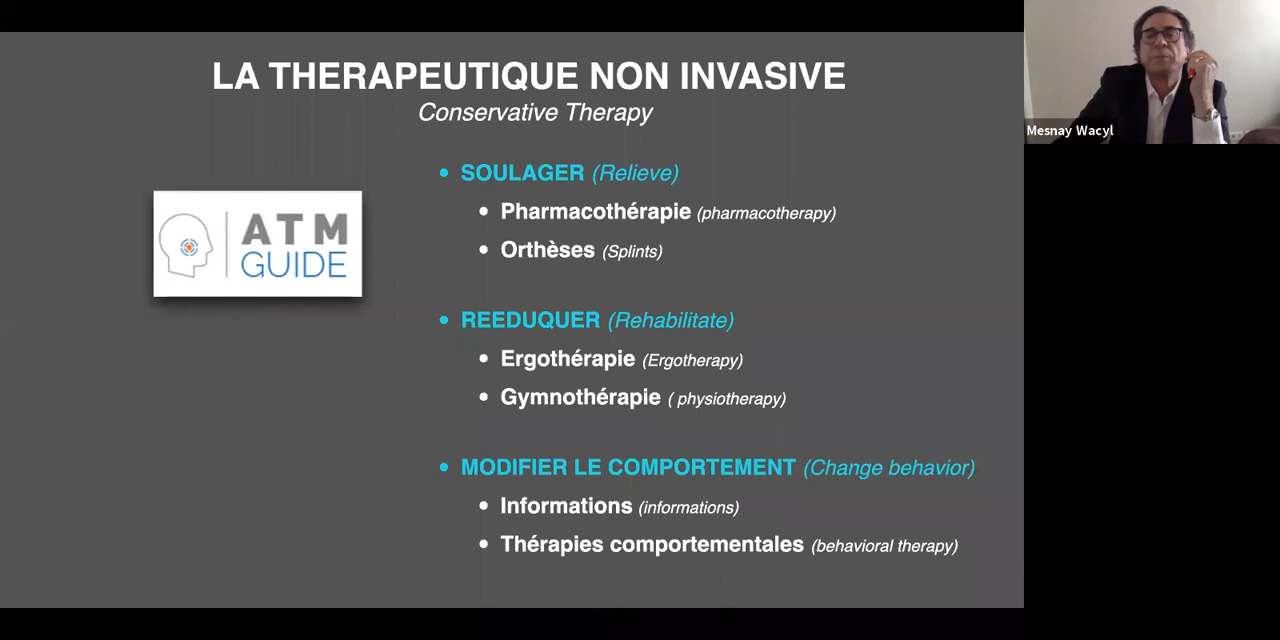 LA THERAPEUTIQUE NON INVASIVE
Conservative Therapy
ATM
GUIDE
• SOULAGER (Relieve)
• Pharmacothérapie (pharmacotherapy)
• Orthèses (Splints)
• REEDUQUER (Rehabilitate)
• Ergothérapie (Ergotherapy)
• Gymnothérapie ( physiotherapy)
• MODIFIER LE COMPORTEMENT (Change behavior)
• Informations (informations)
• Thérapies comportementales (behavioral therapy)
Mesnay Wacyl